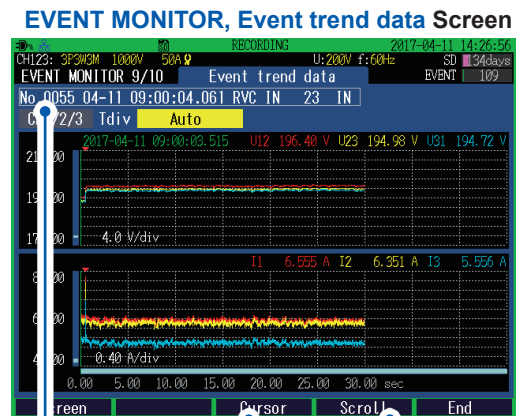 EVENT MONITOR, Event trend data Screen
RECORDING 2017-04-11 14:26:56
CH123: 3P3W3M 1000V 50A U:200V f:60Hz SD 134days
EVENT MONITOR 9/10 Event trend data EVENT 109
No 0055 04-11 09:00:04.061 RVC IN 23 IN
2/3 Tdiv Auto
2017-04-11 09:00:03.515 U12 196.40 V U23 194.98 V U31 194.72 V
4.0 V/div
I1 6.555 A I2 6.351 A I3 5.556 A
0.40 A/div
0.00 5.00 10.00 15.00 20.00 25.00 30.00 sec
Cursor Scroll End